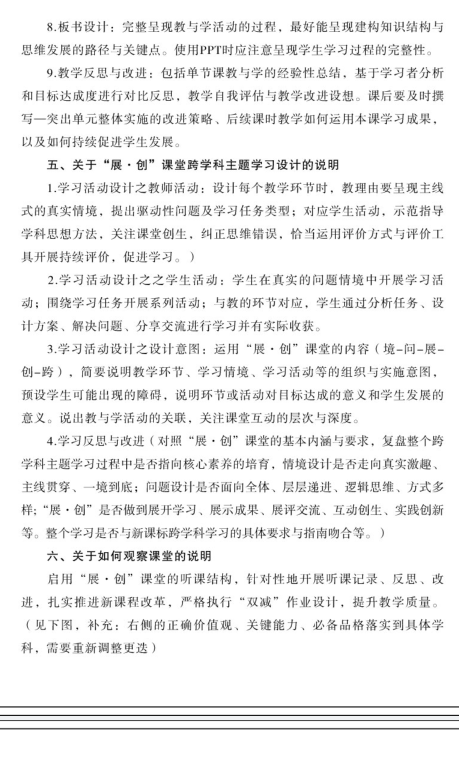 8.板书设计：完整呈现教与学活动的过程，最好能呈现建构知识结构与
思维发展的路径与关键点。使用PPT时应注意呈现学生学习过程的完整性。
9.教学反思与改进：包括单节课教与学的经验性总结，基于学习者分析
和目标达成度进行对比反思，教学自我评估与教学改进设想。课后要及时撰
写—突出单元整体实施的改进策略、后续课时教学如何运用本课学习成果，
以及如何持续促进学生发展。
五、关于“展·创”课堂跨学科主题学习设计的说明
1.学习活动设计之教师活动：设计每个教学环节时，教理由要呈现主线
式的真实情境，提出驱动性问题及学习任务类型；对应学生活动，示范指导
学科思想方法，关注课堂创生，纠正思维错误，恰当运用评价方式与评价工
具开展持续评价，促进学习。）
2.学习活动设计之之学生活动：学生在真实的问题情境中开展学习活
动；围绕学习任务开展系列活动；与教的环节对应，学生通过分析任务、设
计方案、解决问题、分享交流进行学习并有实际收获。
3.学习活动设计之设计意图：运用“展·创”课堂的内容（境–问–展–
创–跨），简要说明教学环节、学习情境、学习活动等的组织与实施意图，
预设学生可能出现的障碍，说明环节或活动对目标达成的意义和学生发展的
意义。说出教与学活动的关联，关注课堂互动的层次与深度。
4.学习反思与改进（对照“展·创”课堂的基本内涵与要求，复盘整个跨
学科主题学习过程中是否指向核心素养的培育，情境设计是否走向真实激趣、
主线贯穿、一境到底；问题设计是否面向全体、层层递进、逻辑思维、方式多
样；“展·创”是否做到展开学习、展示成果、展评交流、互动创生、实践创新
等。整个学习是否与新课标跨学科学习的具体要求与指南吻合等。）
六、关于如何观察课堂的说明
启用“展·创”课堂的听课结构，针对性地开展听课记录、反思、改
进，扎实推进新课程改革，严格执行“双减”作业设计，提升教学质量。
（见下图，补充：右侧的正确价值观、关键能力、必备品格落实到具体学
科，需要重新调整更迭）